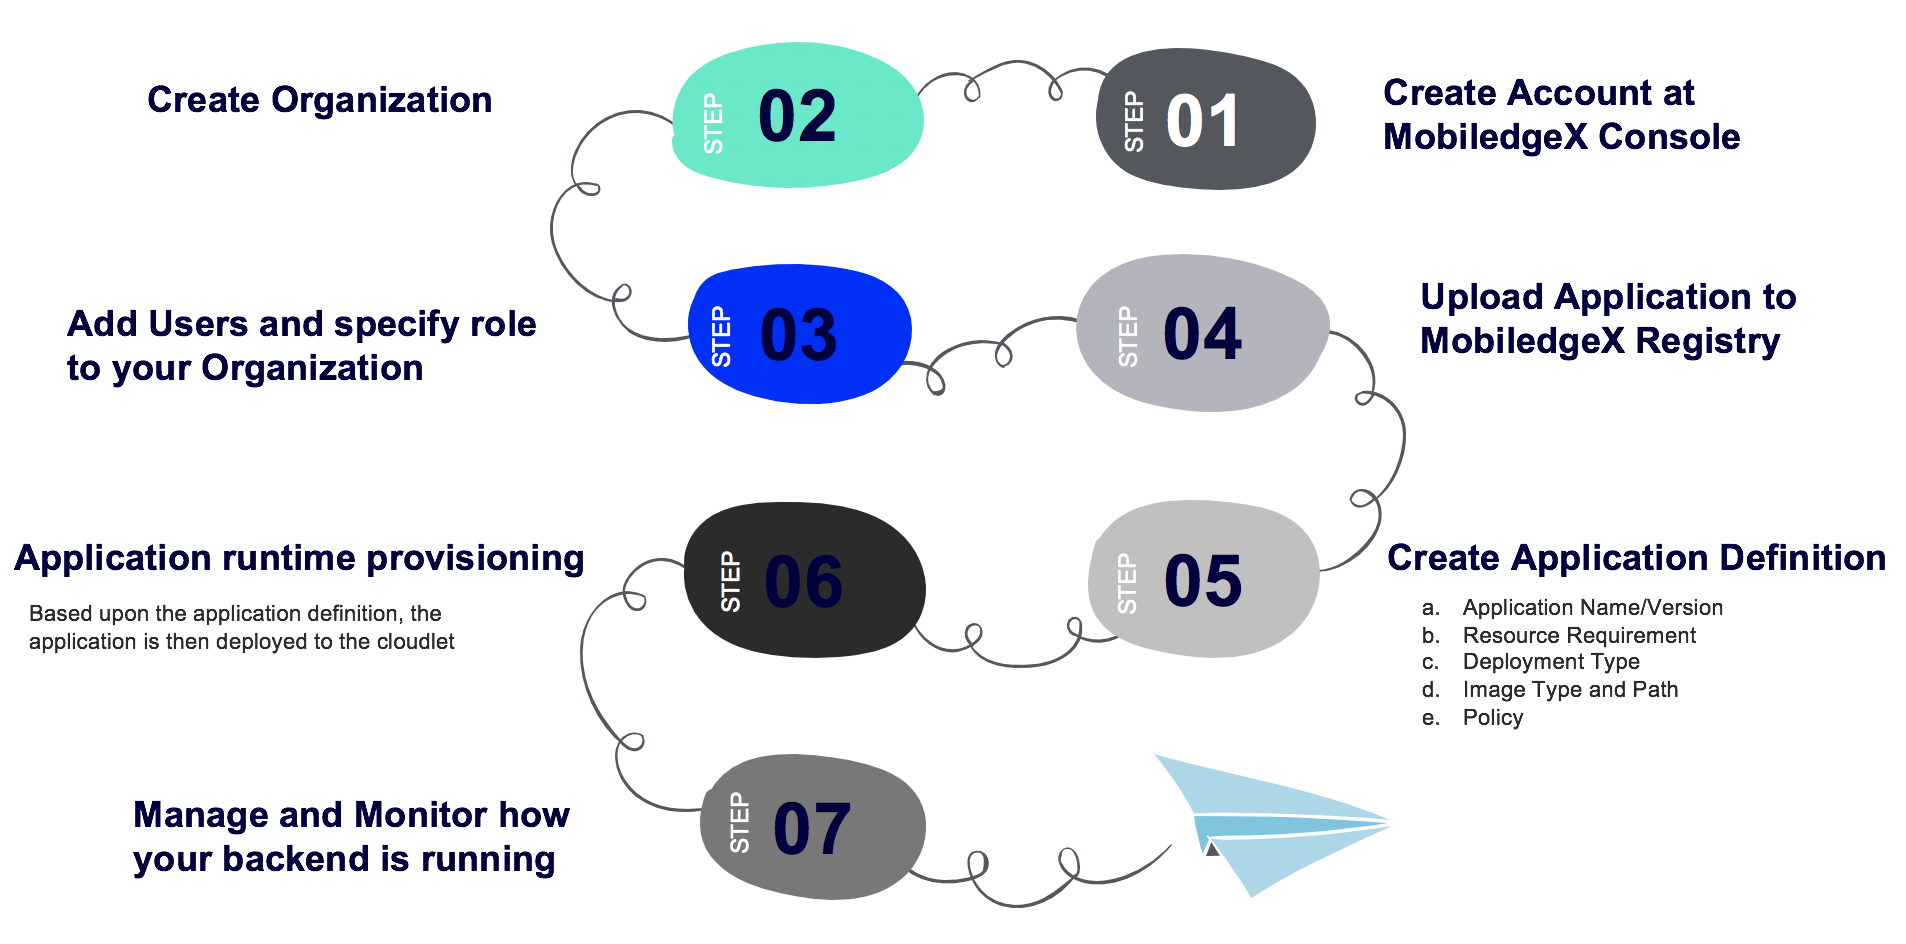 Create Account at
MobiledgeX Console
STEP 01
Create Organization
STEP 02
Add Users and specify role
to your Organization
STEP 03
Upload Application to
MobiledgeX Registry
STEP 04
Create Application Definition
a. Application Name/Version
b. Resource Requirement
c. Deployment Type
d. Image Type and Path
e. Policy
STEP 05
Application runtime provisioning
Based upon the application definition, the
application is then deployed to the cloudlet
STEP 06
Manage and Monitor how
your backend is running
STEP 07